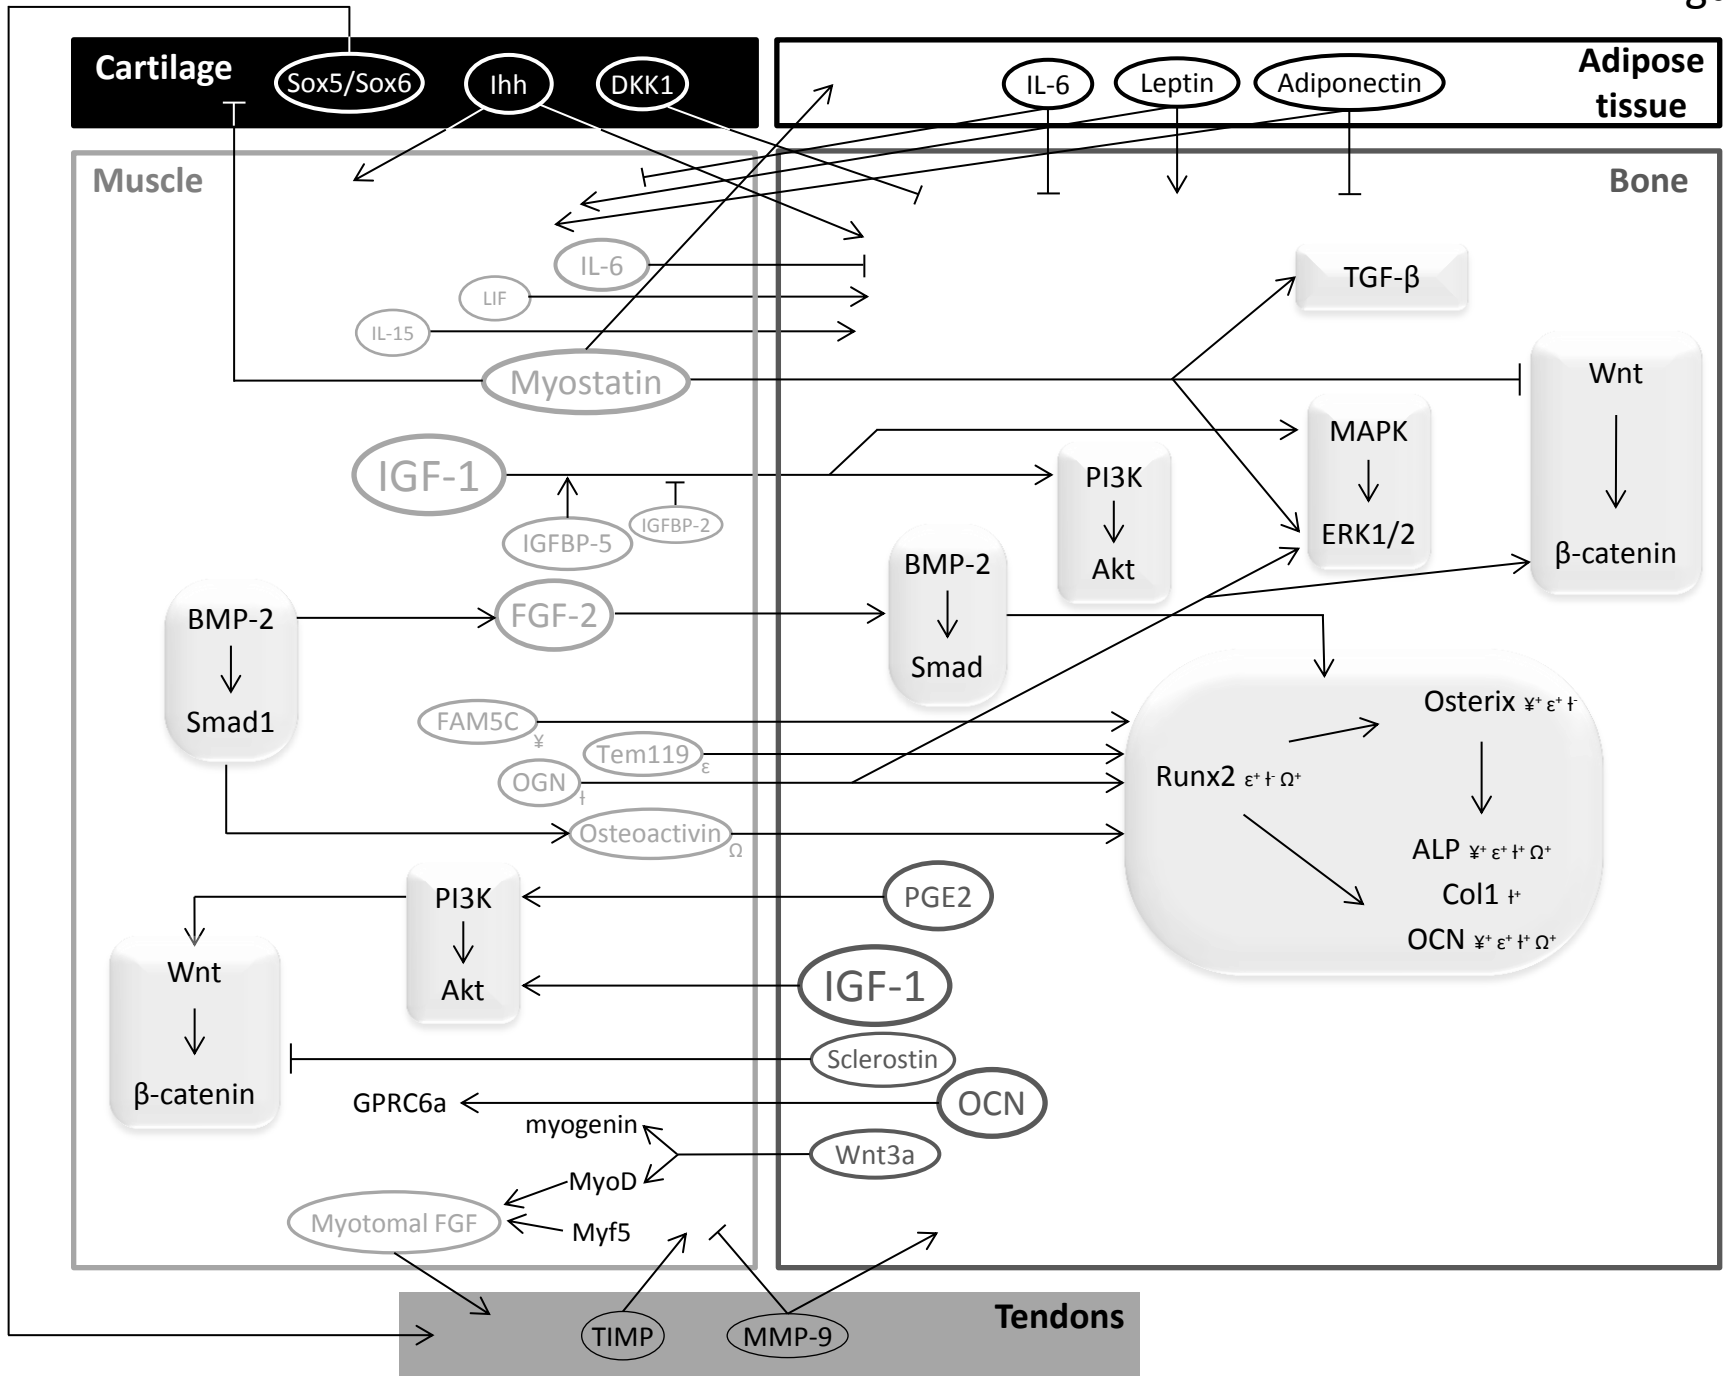 g
Cartilage
Sox5/Sox6
Ihh
DKK1
IL-6
Leptin
Adiponectin
Adipose
tissue
Muscle
Bone
IL-6
LIF
IL-15
Myostatin
TGF-β
Wnt
β-catenin
MAPK
ERK1/2
IGF-1
PI3K
Akt
IGFBP-5
IGFBP-2
BMP-2
Smad
BMP-2
Smad1
FGF-2
FAM5C ¥
Tem119 ε
OGN ƚ
Osteoactivin Ω
Osterix ¥⁺ ε⁺ ƚ⁻
Runx2 ε⁺ ƚ⁻ Ω⁺
ALP ¥⁺ ε⁺ ƚ⁺ Ω⁺
Col1 ƚ⁺
OCN ¥⁺ ε⁺ ƚ⁺ Ω⁺
PI3K
Akt
PGE2
Wnt
β-catenin
IGF-1
Sclerostin
GPRC6a
OCN
myogenin
Wnt3a
MyoD
Myotomal FGF
Myf5
TIMP
MMP-9
Tendons